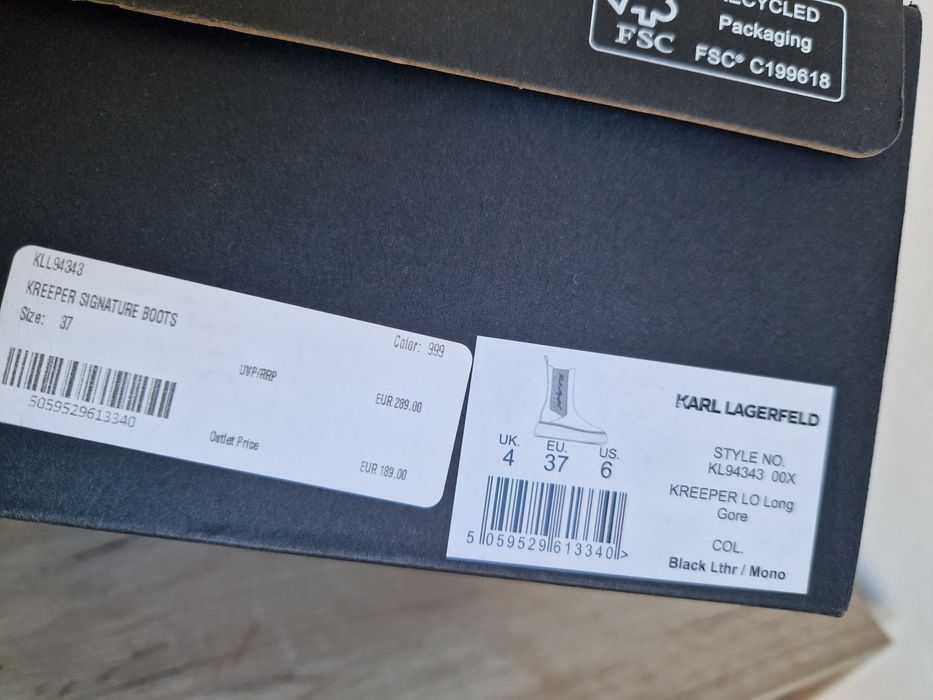 RECYCLED
Packaging
FSC
FSC® C199618
KLL94343
KREEPER SIGNATURE BOOTS
Size: 37
Color: 999
UVP/RRP
EUR 289.00
5059529613340
Outlet Price
EUR 189.00
KARL LAGERFELD
UK. EU. US.
4 37 6
STYLE NO.
KL94343 00X
KREEPER LO Long
Gore
COL.
Black Lthr / Mono
5 059529 613340 >